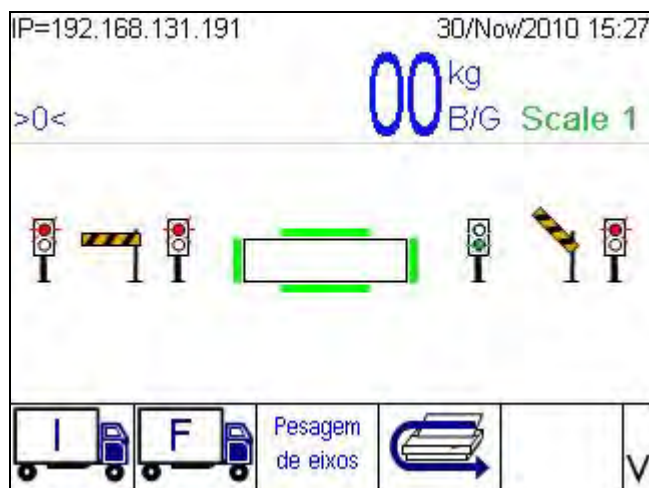 IP=192.168.131.191 30/Nov/2010 15:27
00 kg
>0< B/G Scale 1
I F Pesagem
de eixos
V